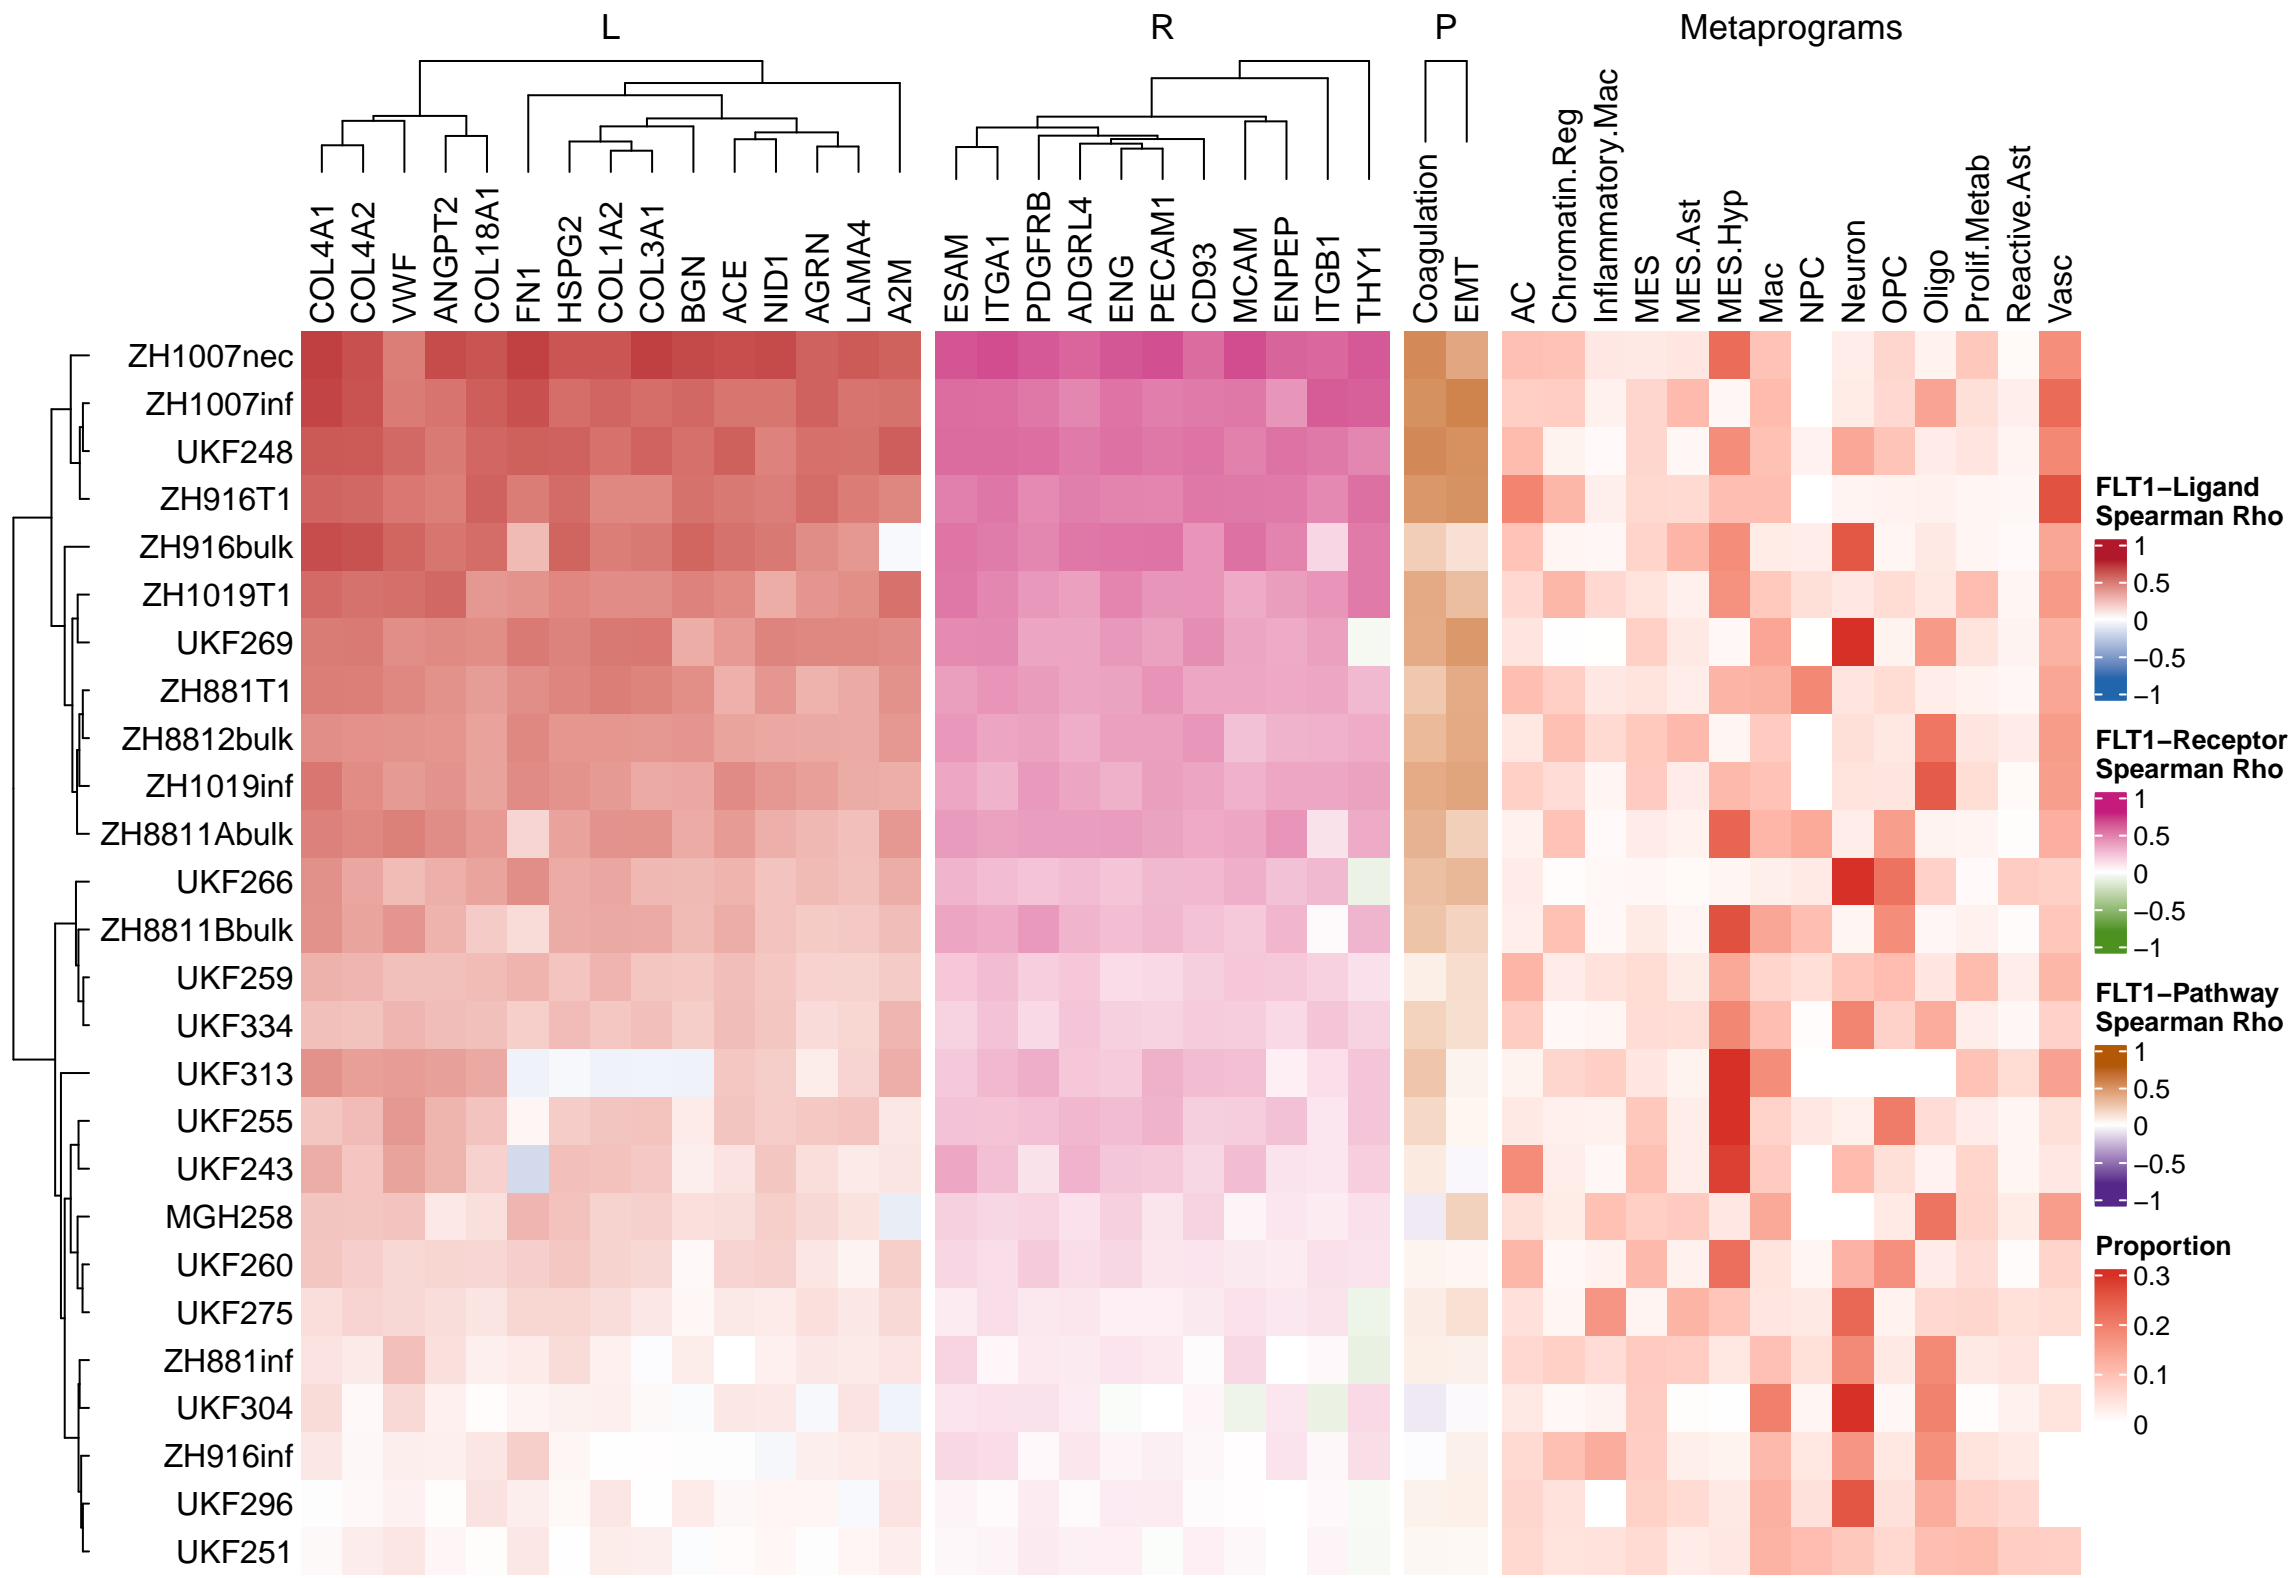 L
R
P
Metaprograms
COL4A1
COL4A2
VWF
ANGPT2
COL18A1
FN1
HSPG2
COL1A2
COL3A1
BGN
ACE
NID1
AGRN
LAMA4
A2M
ESAM
ITGA1
PDGFRB
ADGRL4
ENG
PECAM1
CD93
MCAM
ENPEP
ITGB1
THY1
Coagulation
EMT
AC
Chromatin.Reg
Inflammatory.Mac
MES
MES.Ast
MES.Hyp
Mac
NPC
Neuron
OPC
Oligo
Prolif.Metab
Reactive.Ast
Vasc
ZH1007nec
ZH1007inf
UKF248
ZH916T1
ZH916bulk
ZH1019T1
UKF269
ZH881T1
ZH8812bulk
ZH1019inf
ZH8811Abulk
UKF266
ZH8811Bbulk
UKF259
UKF334
UKF313
UKF255
UKF243
MGH258
UKF260
UKF275
ZH881inf
UKF304
ZH916inf
UKF296
UKF251
FLT1−Ligand
Spearman Rho
1
0.5
0
−0.5
−1
FLT1−Receptor
Spearman Rho
1
0.5
0
−0.5
−1
FLT1−Pathway
Spearman Rho
1
0.5
0
−0.5
−1
Proportion
0.3
0.2
0.1
0